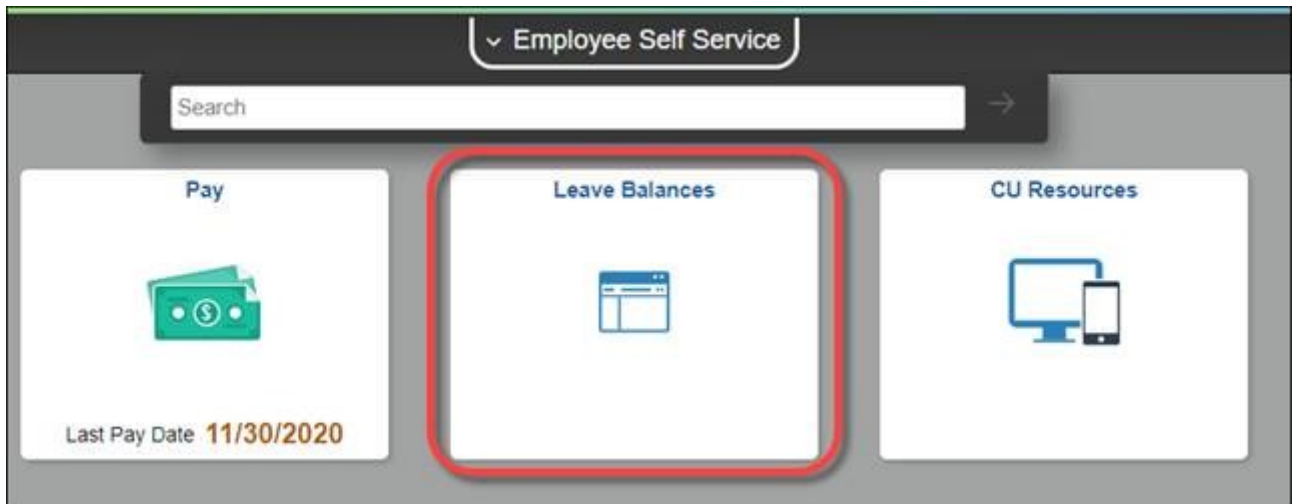 Employee Self Service
Search
Pay
Leave Balances
CU Resources
$
Last Pay Date 11/30/2020